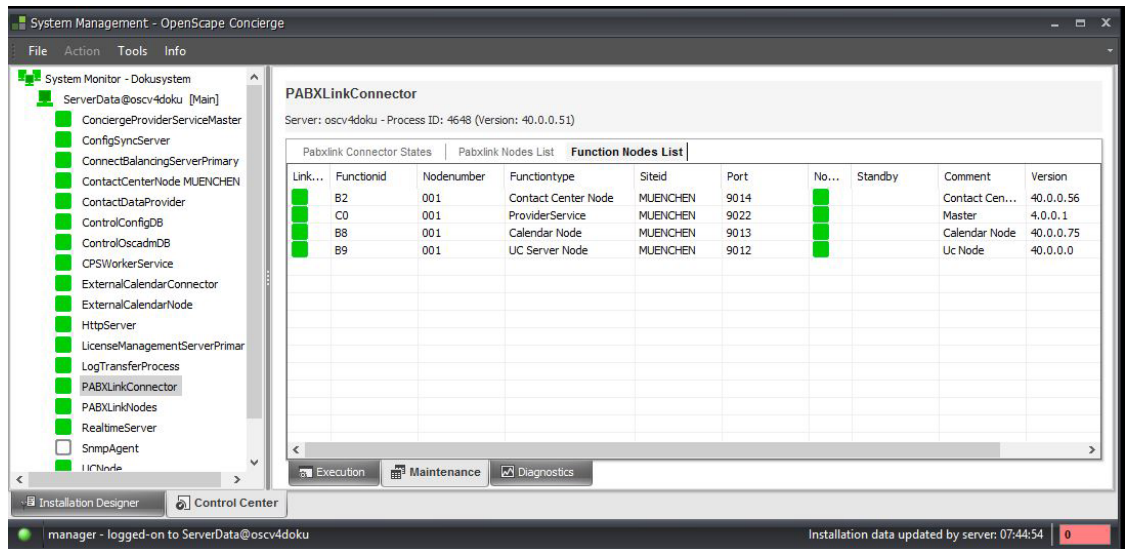 System Management - OpenScape Concierge
File Action Tools Info
System Monitor - Dokusystem
ServerData@oscv4doku [Main]
ConciergeProviderServiceMaster
ConfigSyncServer
ConnectBalancingServerPrimary
ContactCenterNode MUENCHEN
ContactDataProvider
ControlConfigDB
ControlOscadmDB
CPSWorkerService
ExternalCalendarConnector
ExternalCalendarNode
HttpServer
LicenseManagementServerPrimar
LogTransferProcess
PABXLinkConnector
PABXLinkNodes
RealtimeServer
SnmpAgent
UCNode
PABXLinkConnector
Server: oscv4doku - Process ID: 4648 (Version: 40.0.0.51)
Pabxlink Connector States Pabxlink Nodes List Function Nodes List
Link... Functionid Nodenumber Functiontype Siteid Port No... Standby Comment Version
B2 001 Contact Center Node MUENCHEN 9014 Contact Cen... 40.0.0.56
C0 001 ProviderService MUENCHEN 9022 Master 4.0.0.1
B8 001 Calendar Node MUENCHEN 9013 Calendar Node 40.0.0.75
B9 001 UC Server Node MUENCHEN 9012 Uc Node 40.0.0.0
Execution Maintenance Diagnostics
Installation Designer Control Center
manager - logged-on to ServerData@oscv4doku Installation data updated by server: 07:44:54 0